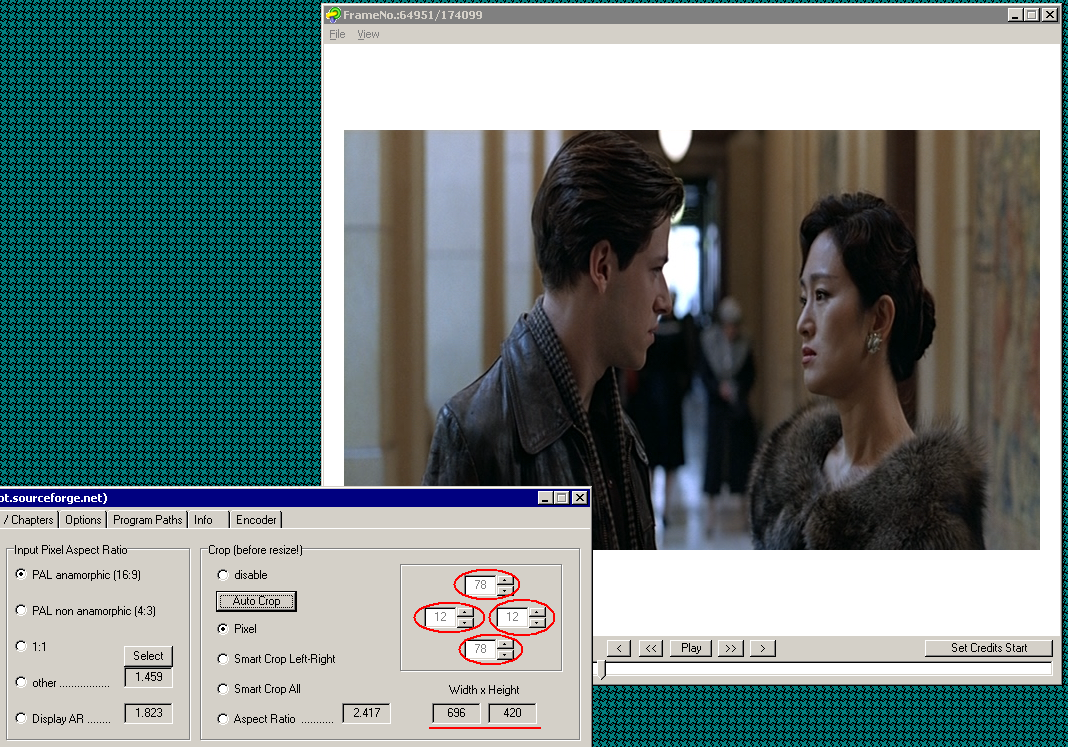 FrameNo.:64951/174099
File View
ot.sourceforge.net)
/ Chapters Options Program Paths Info Encoder
Input Pixel Aspect Ratio
PAL anamorphic (16:9)
PAL non anamorphic (4:3)
1:1
Select
other .................
1.459
Display AR ........
1.823
Crop (before resize!)
disable
Auto Crop
Pixel
Smart Crop Left-Right
Smart Crop All
Aspect Ratio ...........
2.417
78
12 12
78
Width x Height
696 420
< << Play >> > Set Credits Start